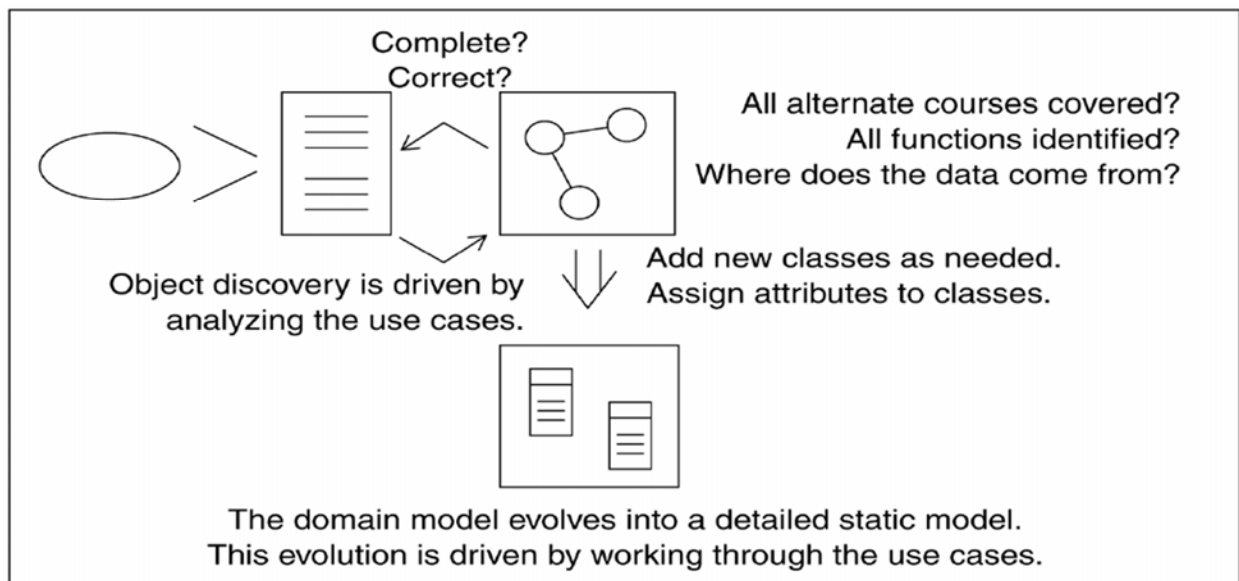 Complete?
Correct?
All alternate courses covered?
All functions identified?
Where does the data come from?
Object discovery is driven by
analyzing the use cases.
Add new classes as needed.
Assign attributes to classes.
The domain model evolves into a detailed static model.
This evolution is driven by working through the use cases.